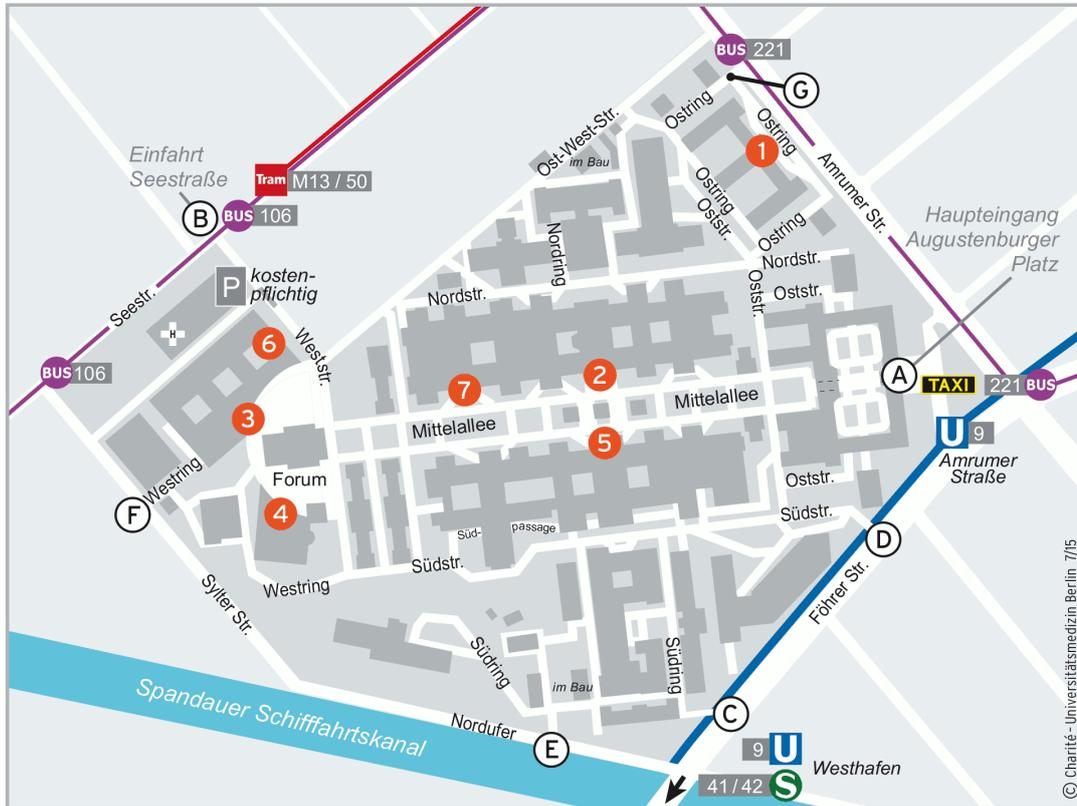 BUS 221
G
Ostring
Ostring
1
Ost-West-Str.
im Bau
Einfahrt
Seestraße
Tram M13 / 50
Amrumer Str.
B
BUS 106
Ostring
Oststr.
Ostring
Haupteingang
Augustenburger
Platz
Nordring
Nordstr.
P kosten-
pflichtig
Nordstr.
Oststr.
Oststr.
Seestr.
H
6
Weststr.
BUS 106
7
2
A
TAXI
221 BUS
3
Mittelallee
Mittelallee
5
U 9
Amrumer
Straße
Westring
Forum
Oststr.
F
4
Südstr.
Süd-
passage
D
Südstr.
Westring
Sylter Str.
Föhrer Str.
Südring
Südring
im Bau
Spandauer Schifffahrtskanal
Nordufer
C
E
9 U
Westhafen
41 / 42 S
(C) Charité - Universitätsmedizin Berlin 7/15